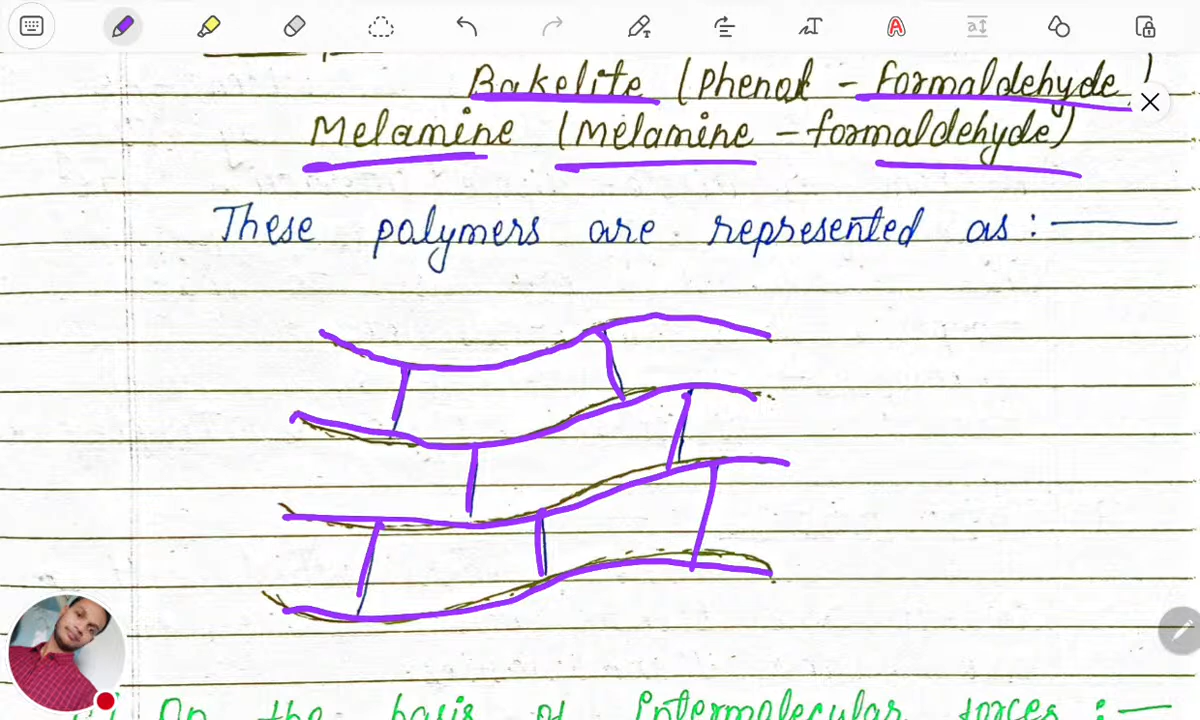 Bakelite (Phenol - formaldehyde)
Melamine (Melamine - formaldehyde)
These polymers are represented as :-
On the basis of Intermolecular forces :-